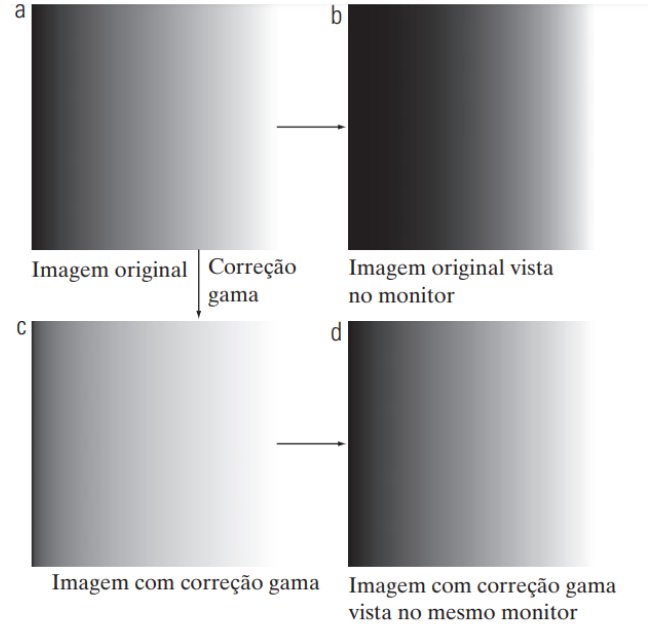 a
b
Imagem original
Correção
gama
Imagem original vista
no monitor
c
d
Imagem com correção gama
Imagem com correção gama
vista no mesmo monitor